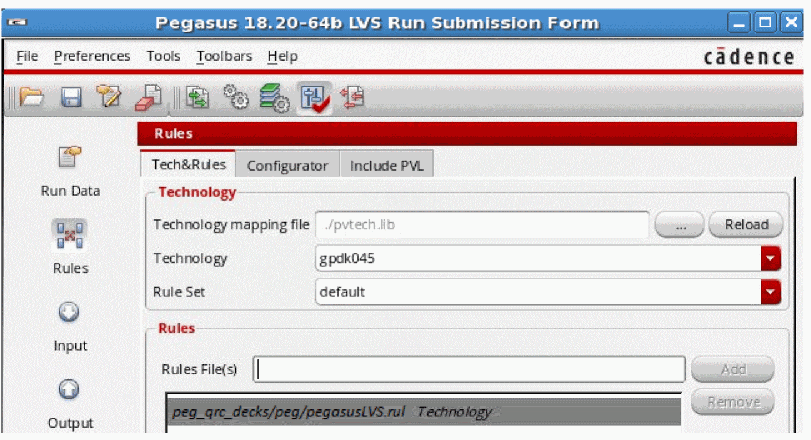 Pegasus 18.20-64b LVS Run Submission Form
File Preferences Tools Toolbars Help
cādence
Rules
Tech&Rules Configurator Include PVL
Run Data
Technology
Technology mapping file ./pvtech.lib ... Reload
Rules
Technology gpdk045
Rule Set default
Input
Rules
Rules File(s) Add
Output
peg_qrc_decks/peg/pegasusLVS.rul Technology Remove